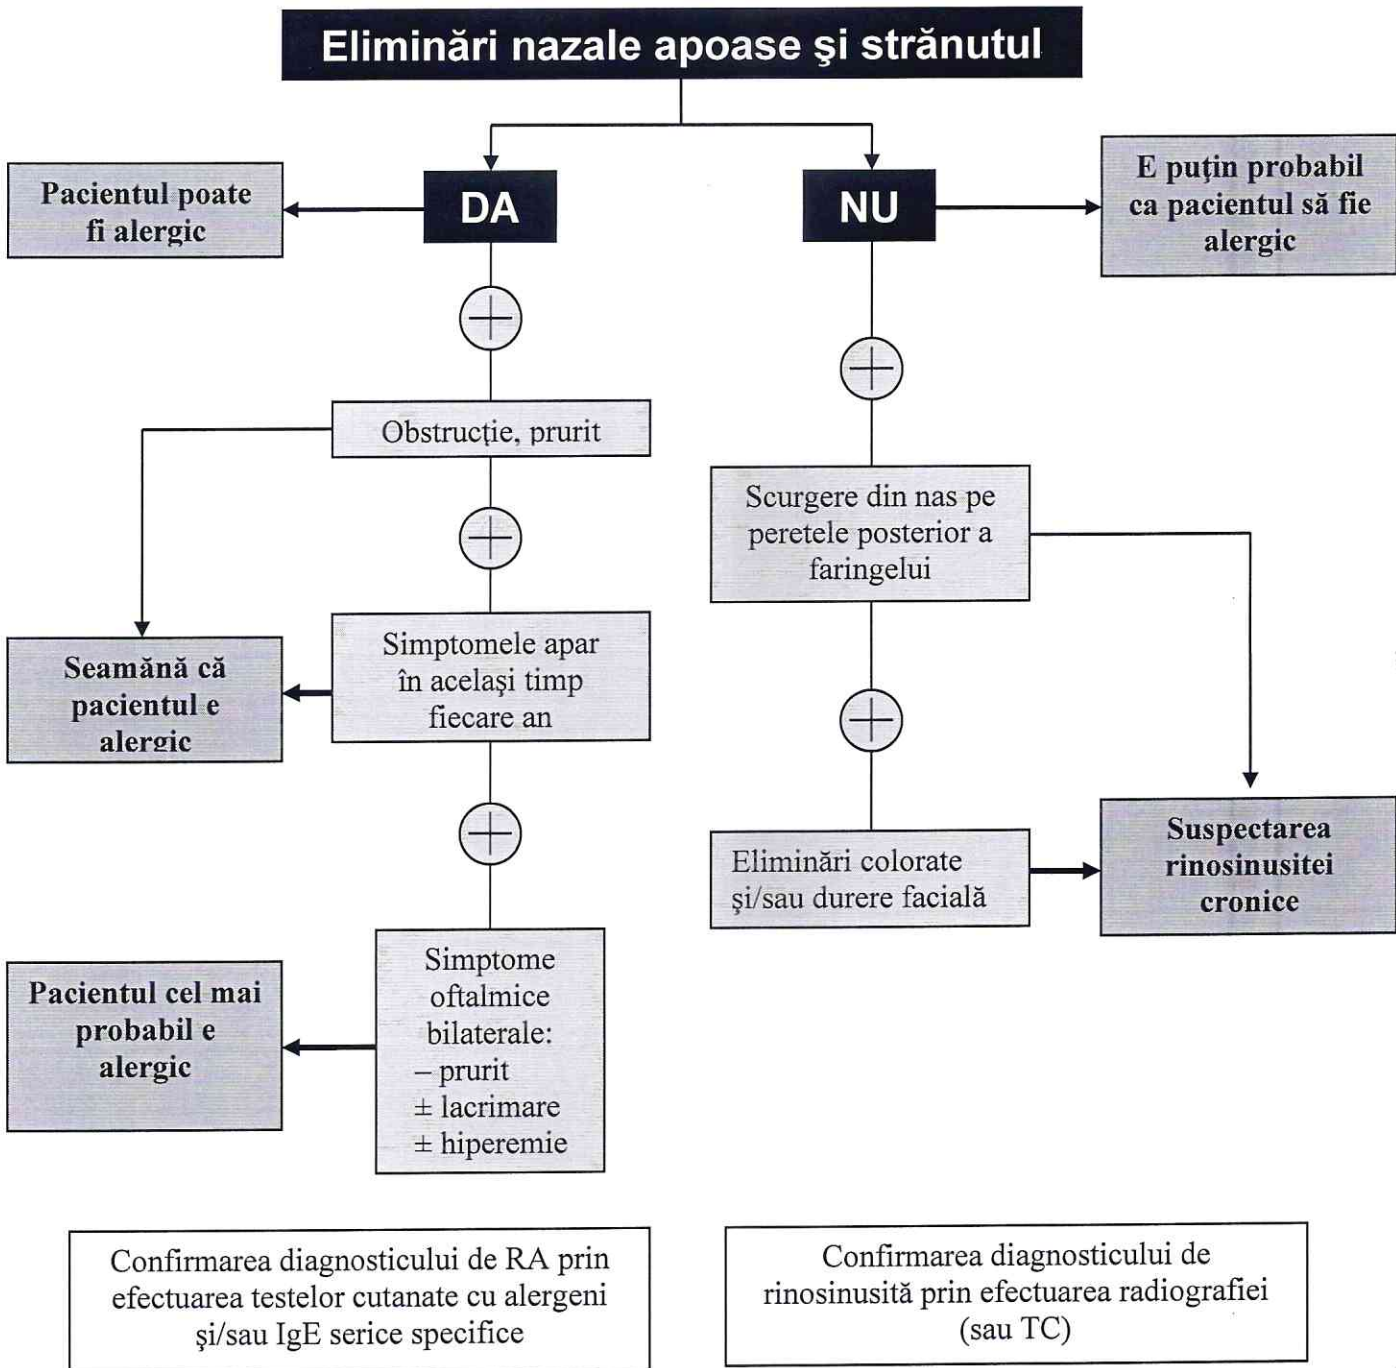 Eliminări nazale apoase şi strănutul
Pacientul poate
fi alergic
DA
NU
E puţin probabil
ca pacientul să fie
alergic
Obstrucţie, prurit
Scurgere din nas pe
peretele posterior a
faringelui
Seamănă că
pacientul e
alergic
Simptomele apar
în acelaşi timp
fiecare an
Eliminări colorate
şi/sau durere facială
Suspectarea
rinosinusitei
cronice
Pacientul cel mai
probabil e
alergic
Simptome
oftalmice
bilaterale:
– prurit
± lacrimare
± hiperemie
Confirmarea diagnosticului de RA prin
efectuarea testelor cutanate cu alergeni
şi/sau IgE serice specifice
Confirmarea diagnosticului de
rinosinusită prin efectuarea radiografiei
(sau TC)